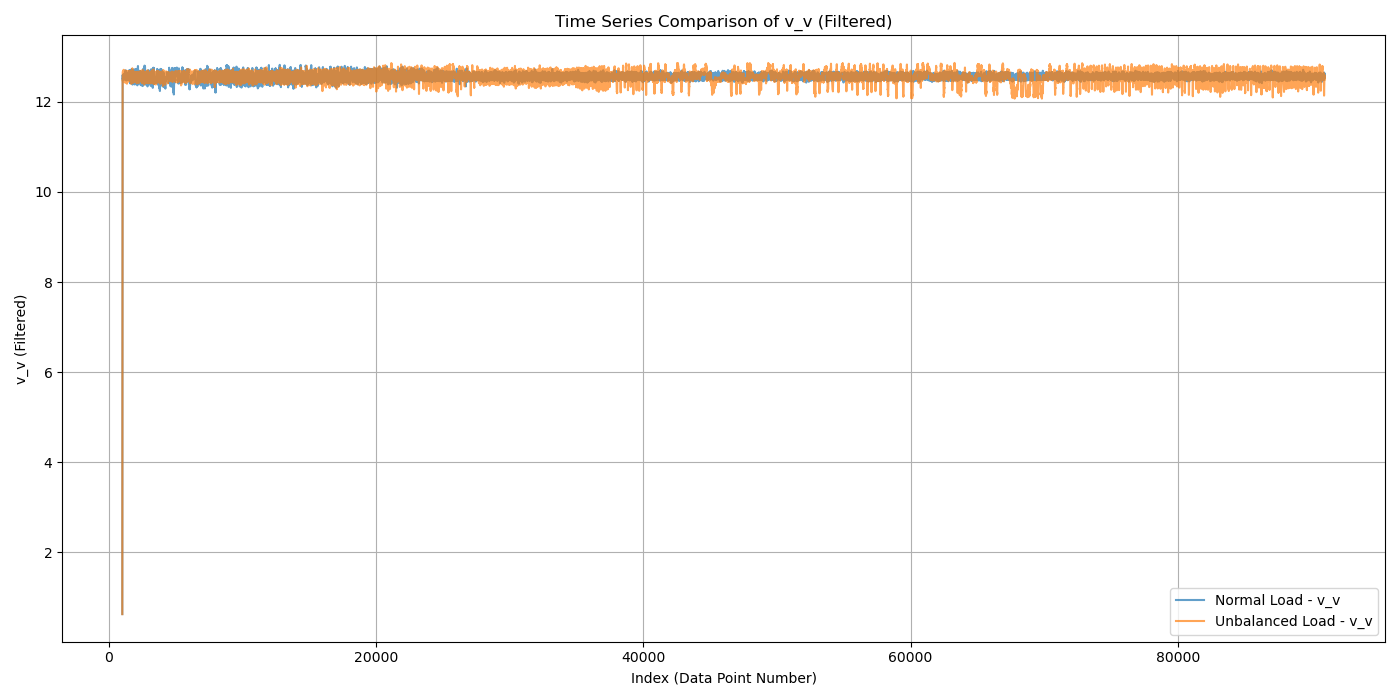 Time Series Comparison of v_v (Filtered)
v_v (Filtered)
12
10
8
6
4
2
0
20000
40000
60000
80000
Index (Data Point Number)
Normal Load - v_v
Unbalanced Load - v_v